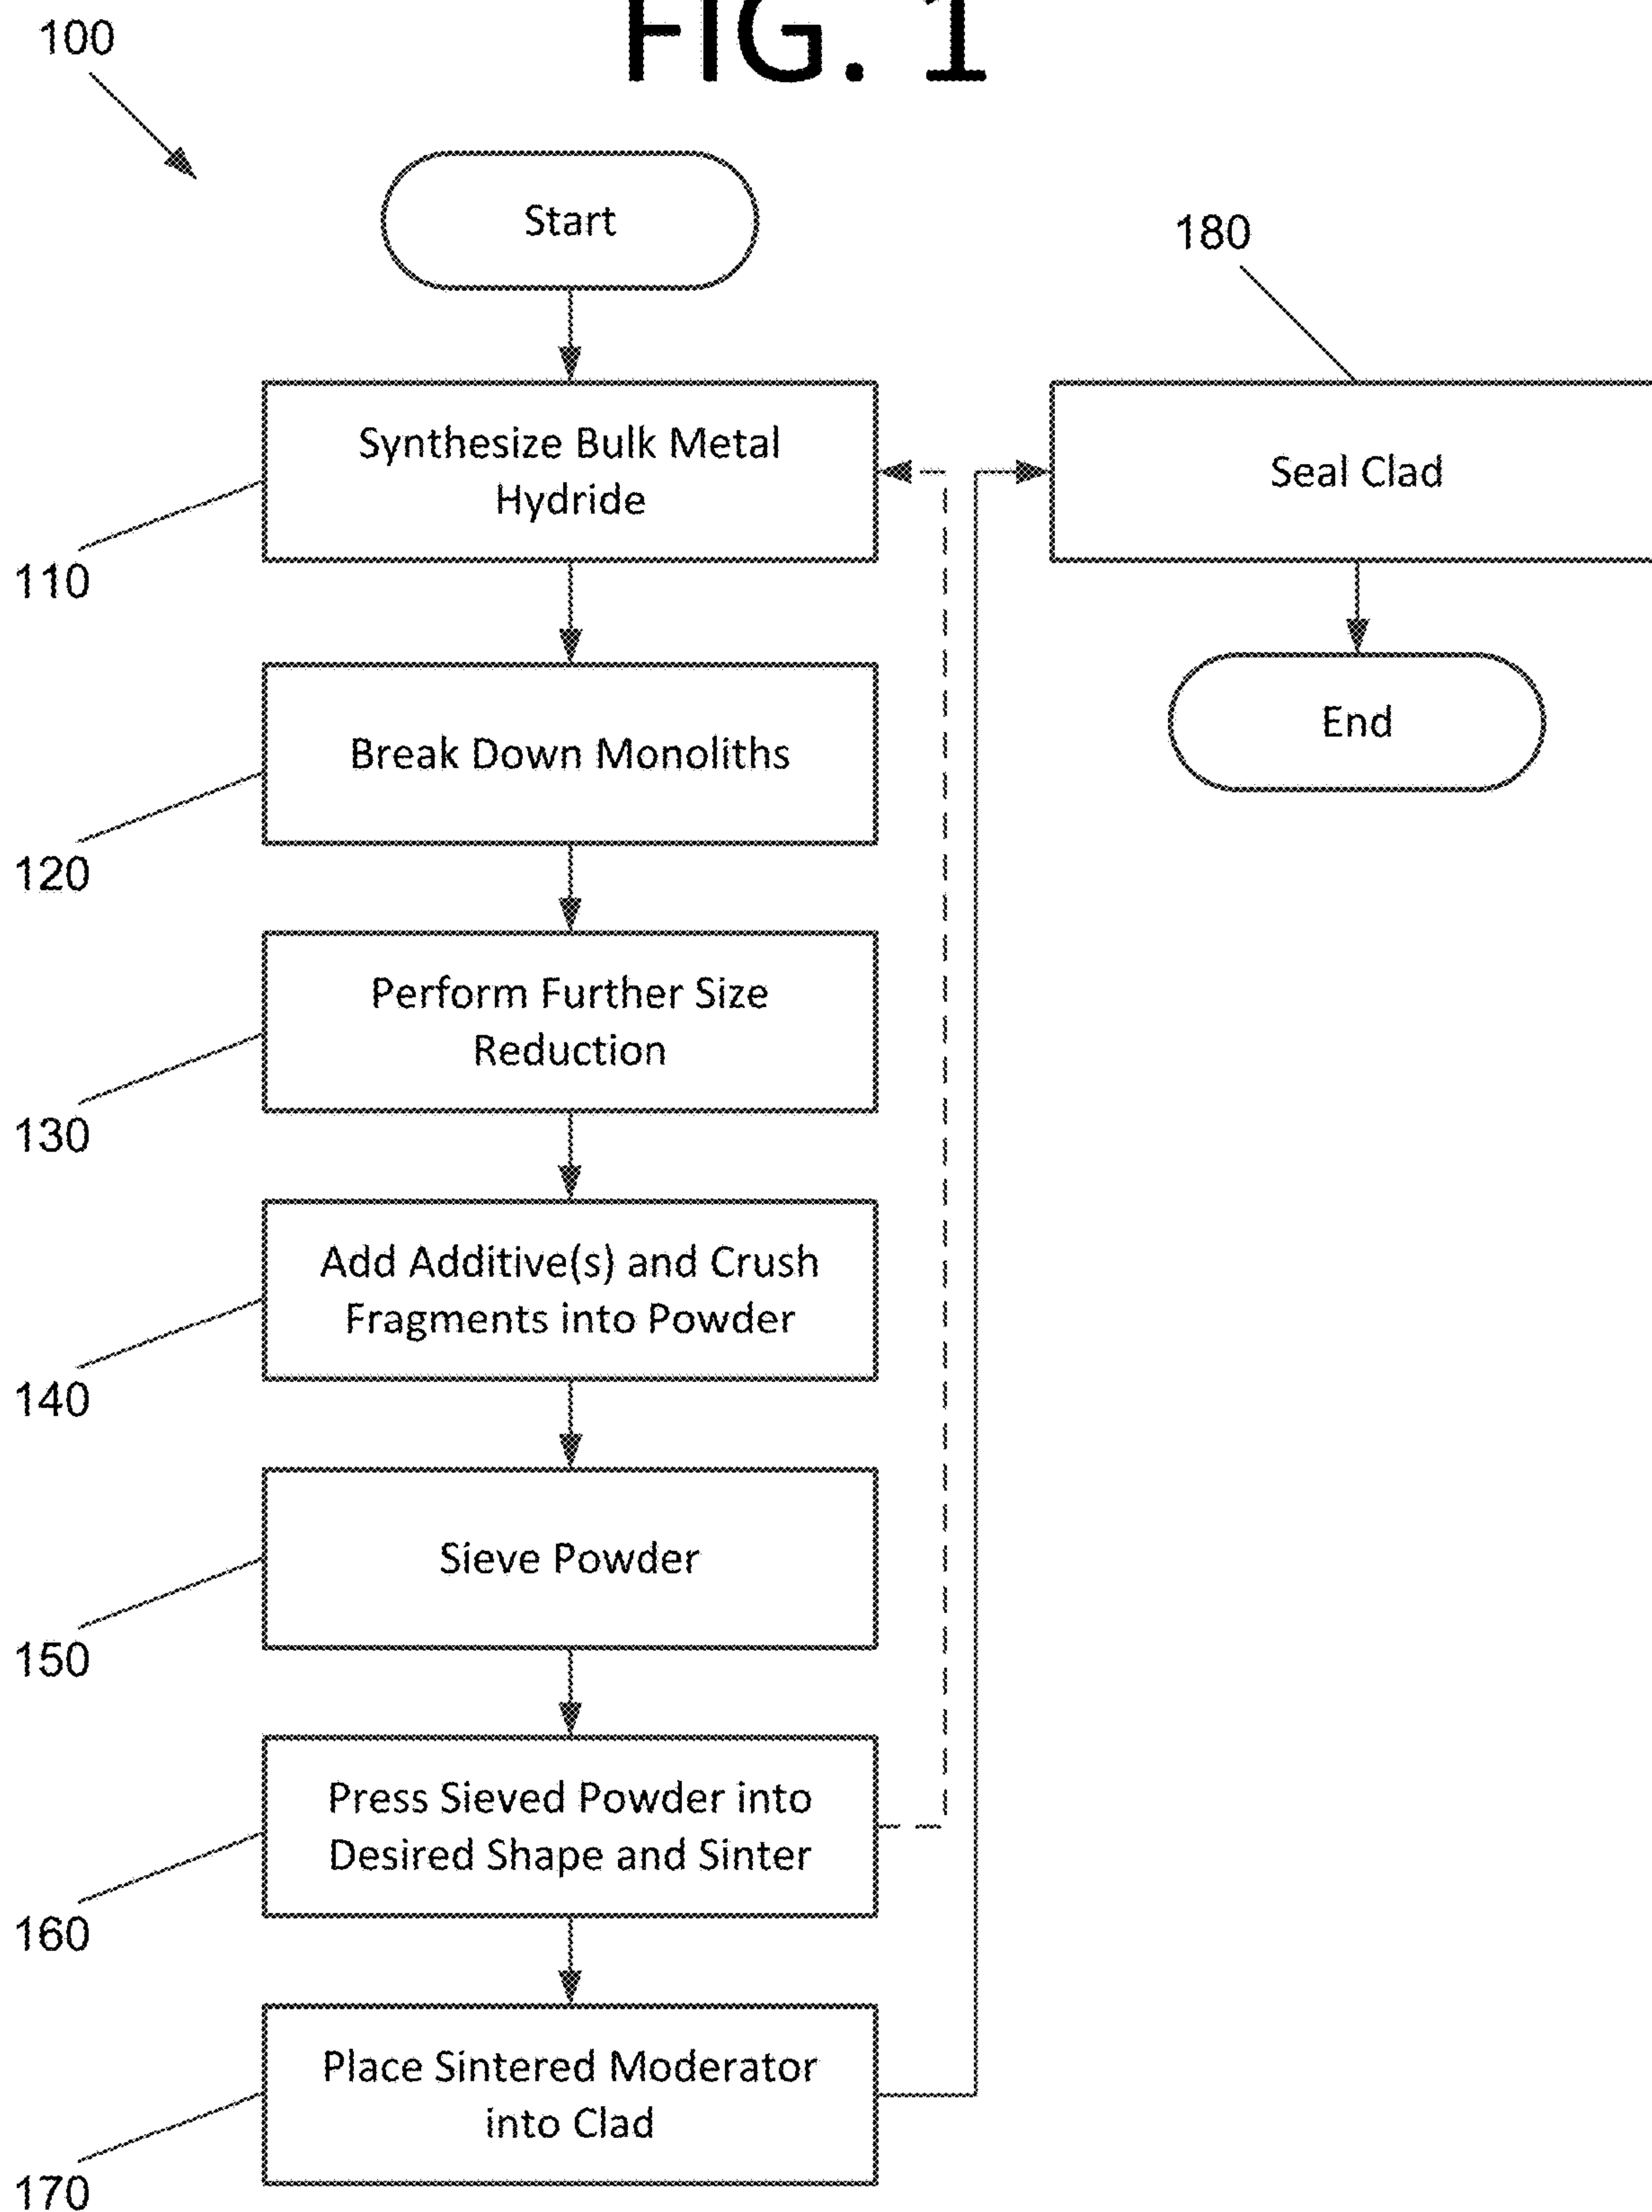 FIG. 1
100
Start
180
Synthesize Bulk Metal
Hydride
Seal Clad
110
Break Down Monoliths
End
120
Perform Further Size
Reduction
130
Add Additive(s) and Crush
Fragments into Powder
140
Sieve Powder
150
Press Sieved Powder into
Desired Shape and Sinter
160
Place Sintered Moderator
into Clad
170